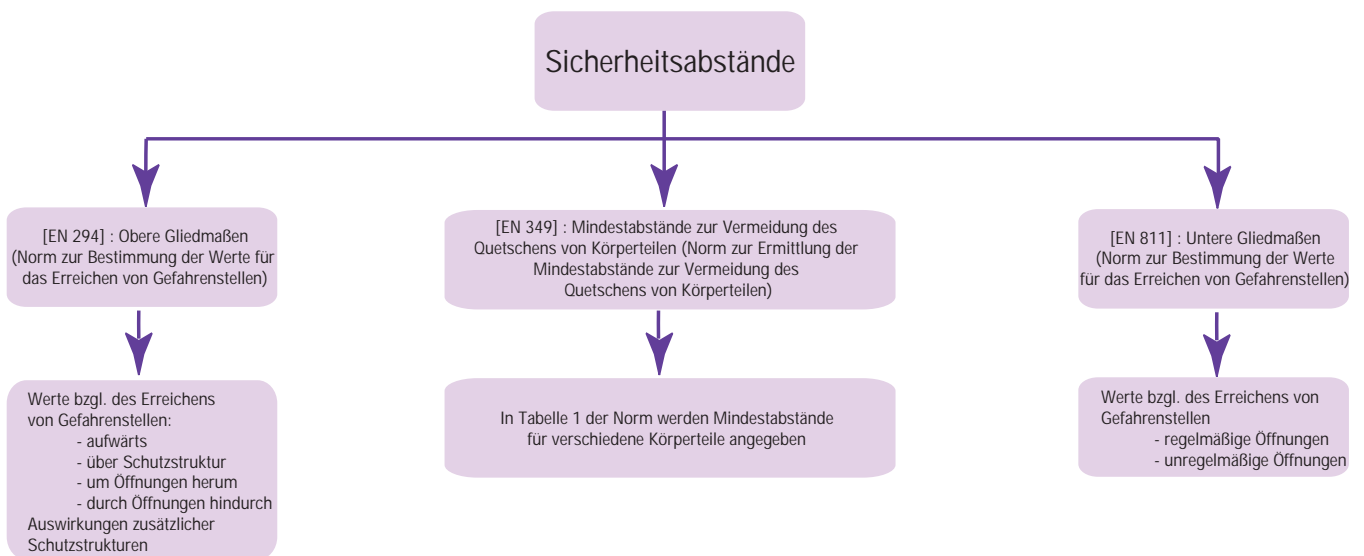 Sicherheitsabstände
[EN 294] : Obere Gliedmaßen
(Norm zur Bestimmung der Werte für
das Erreichen von Gefahrenstellen)
[EN 349] : Mindestabstände zur Vermeidung des
Quetschens von Körperteilen (Norm zur Ermittlung der
Mindestabstände zur Vermeidung des
Quetschens von Körperteilen)
[EN 811] : Untere Gliedmaßen
(Norm zur Bestimmung der Werte
für das Erreichen von Gefahrenstellen)
Werte bzgl. des Erreichens
von Gefahrenstellen:
- aufwärts
- über Schutzstruktur
- um Öffnungen herum
- durch Öffnungen hindurch
Auswirkungen zusätzlicher
Schutzstrukturen
In Tabelle 1 der Norm werden Mindestabstände
für verschiedene Körperteile angegeben
Werte bzgl. des Erreichens von
Gefahrenstellen
- regelmäßige Öffnungen
- unregelmäßige Öffnungen